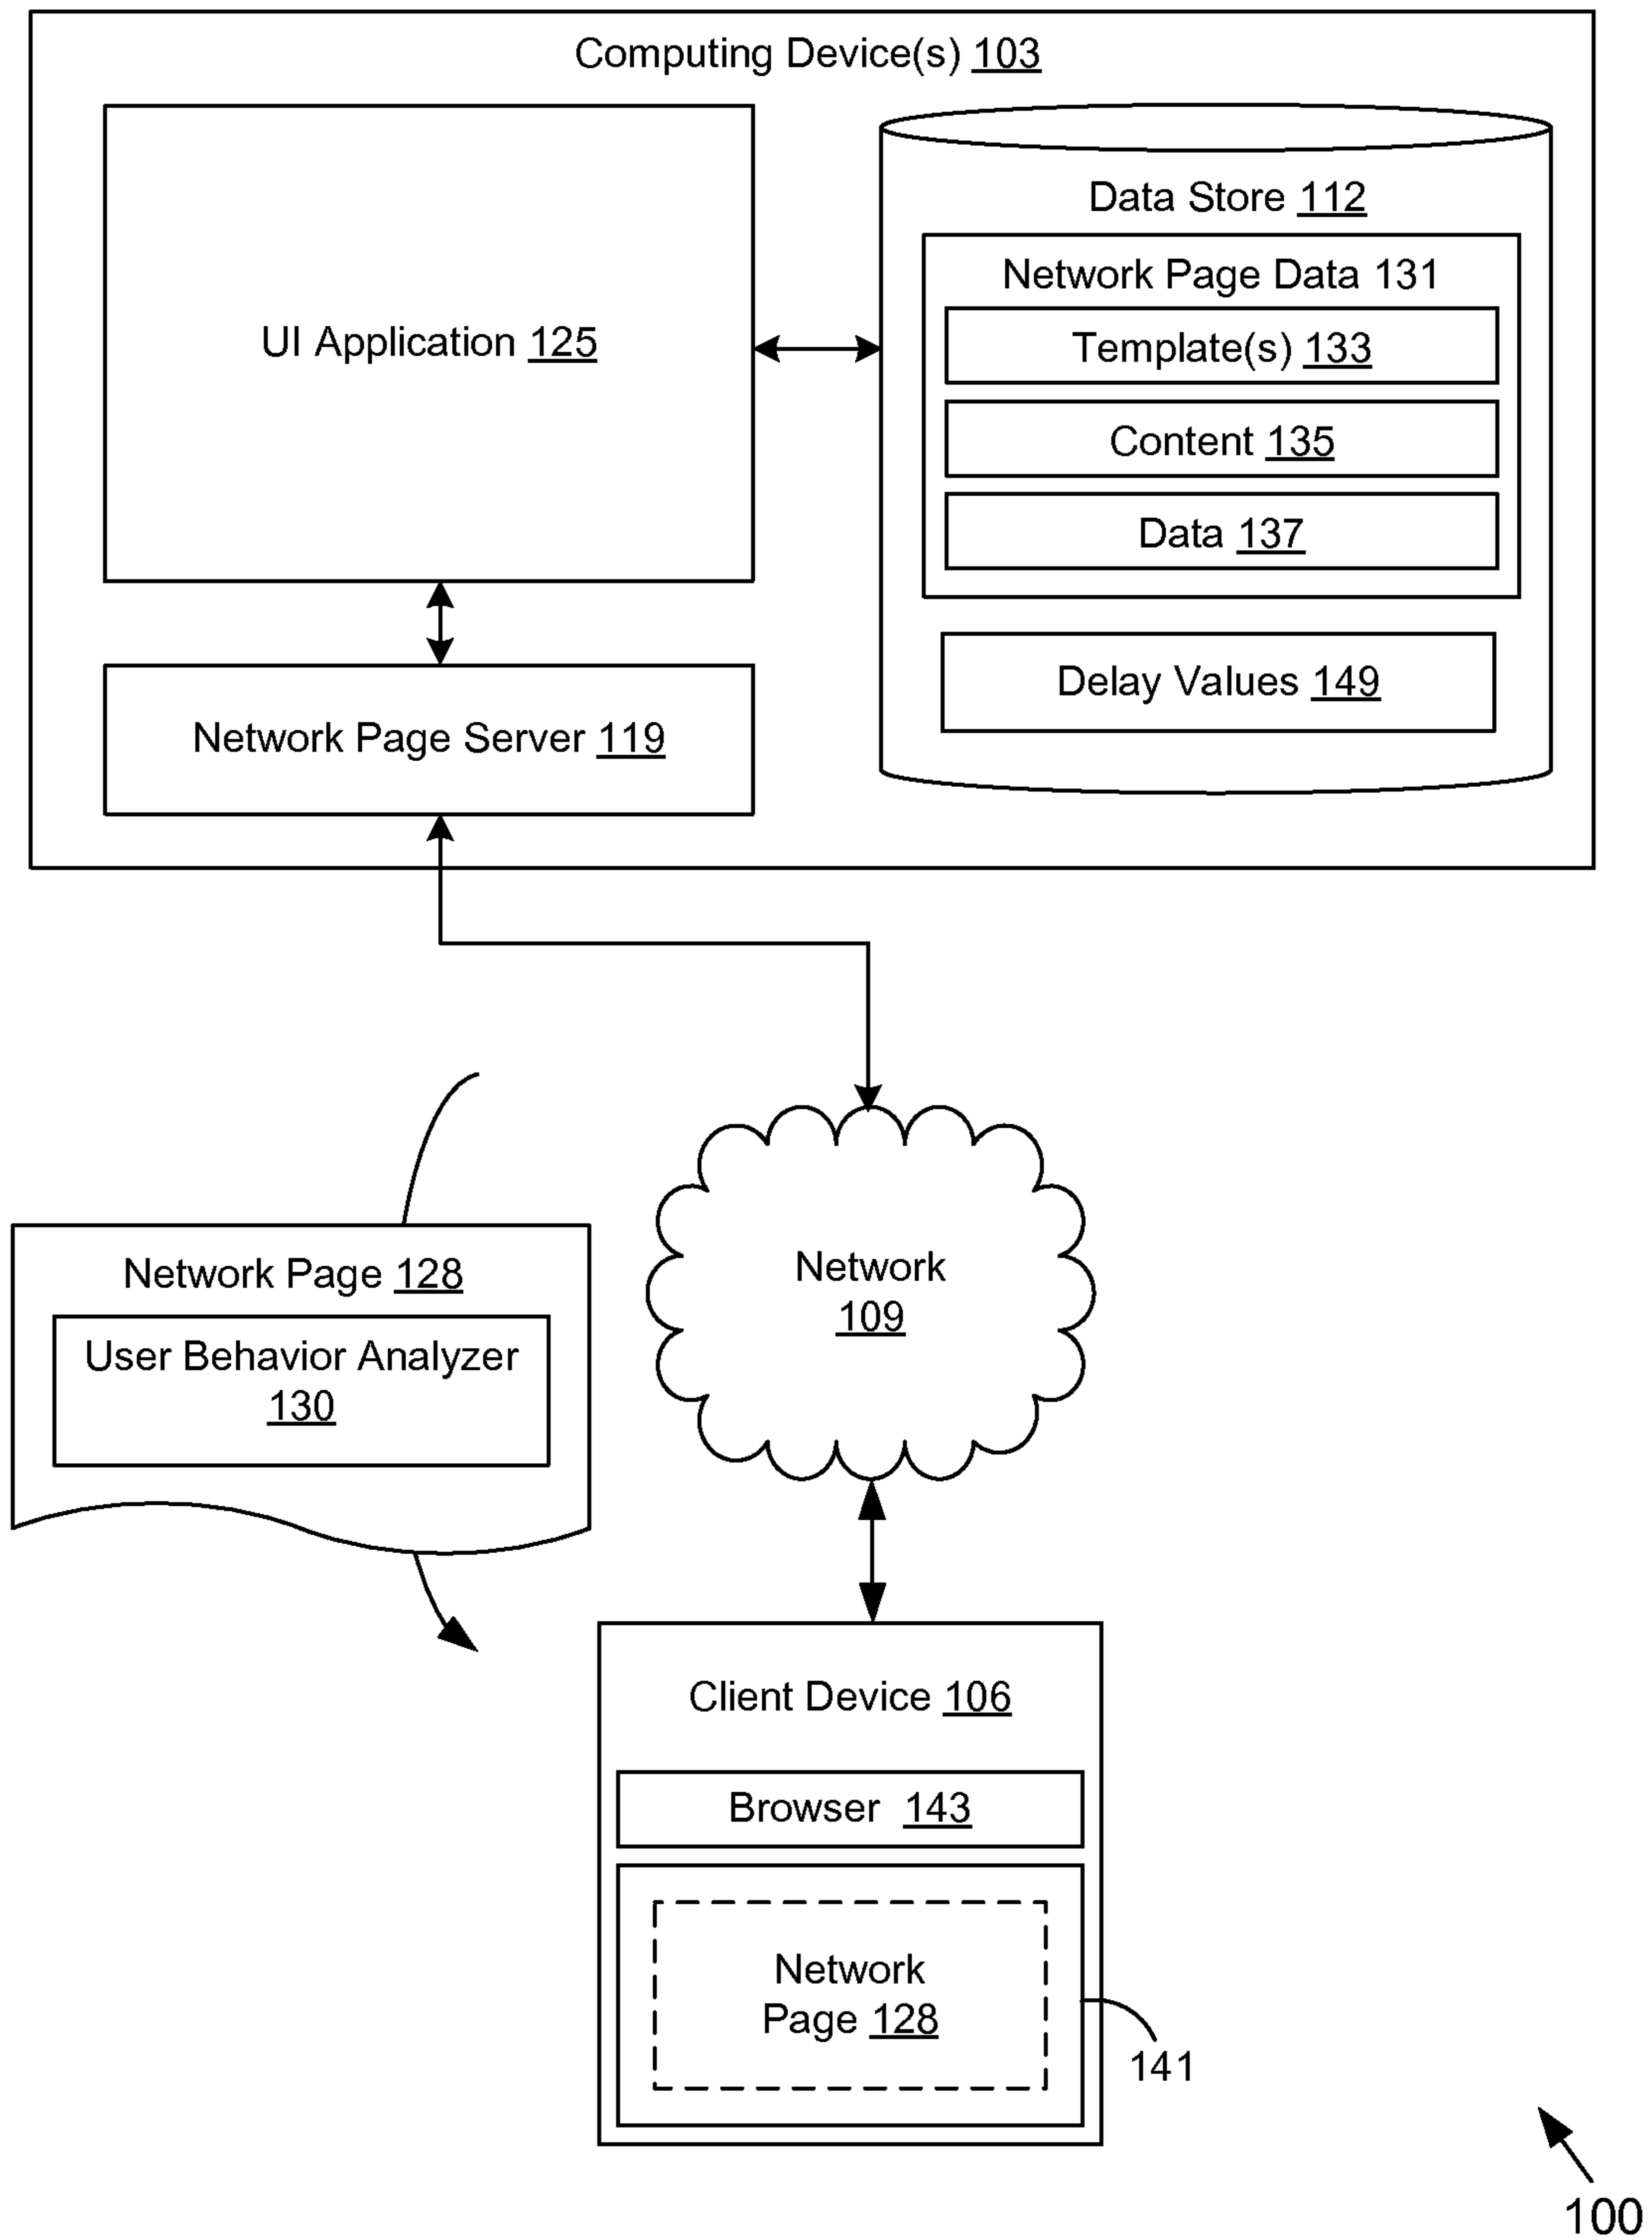 Computing Device(s) 103
UI Application 125
Data Store 112
Network Page Data 131
Template(s) 133
Content 135
Data 137
Delay Values 149
Network Page Server 119
Network Page 128
User Behavior Analyzer
130
Network
109
Client Device 106
Browser 143
Network
Page 128
141
100